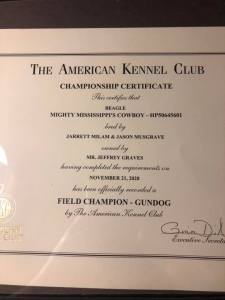 THE AMERICAN KENNEL CLUB
CHAMPIONSHIP CERTIFICATE
This certifies that
BEAGLE
MIGHTY MISSISSIPPI'S COWBOY - HP50645601
bred by
JARRETT MILAM & JASON MUSGRAVE
owned by
MR. JEFFREY GRAVES
having completed the requirements on
NOVEMBER 21, 2020
has been officially recorded a
FIELD CHAMPION - GUNDOG
by The American Kennel Club
Executive Secreta